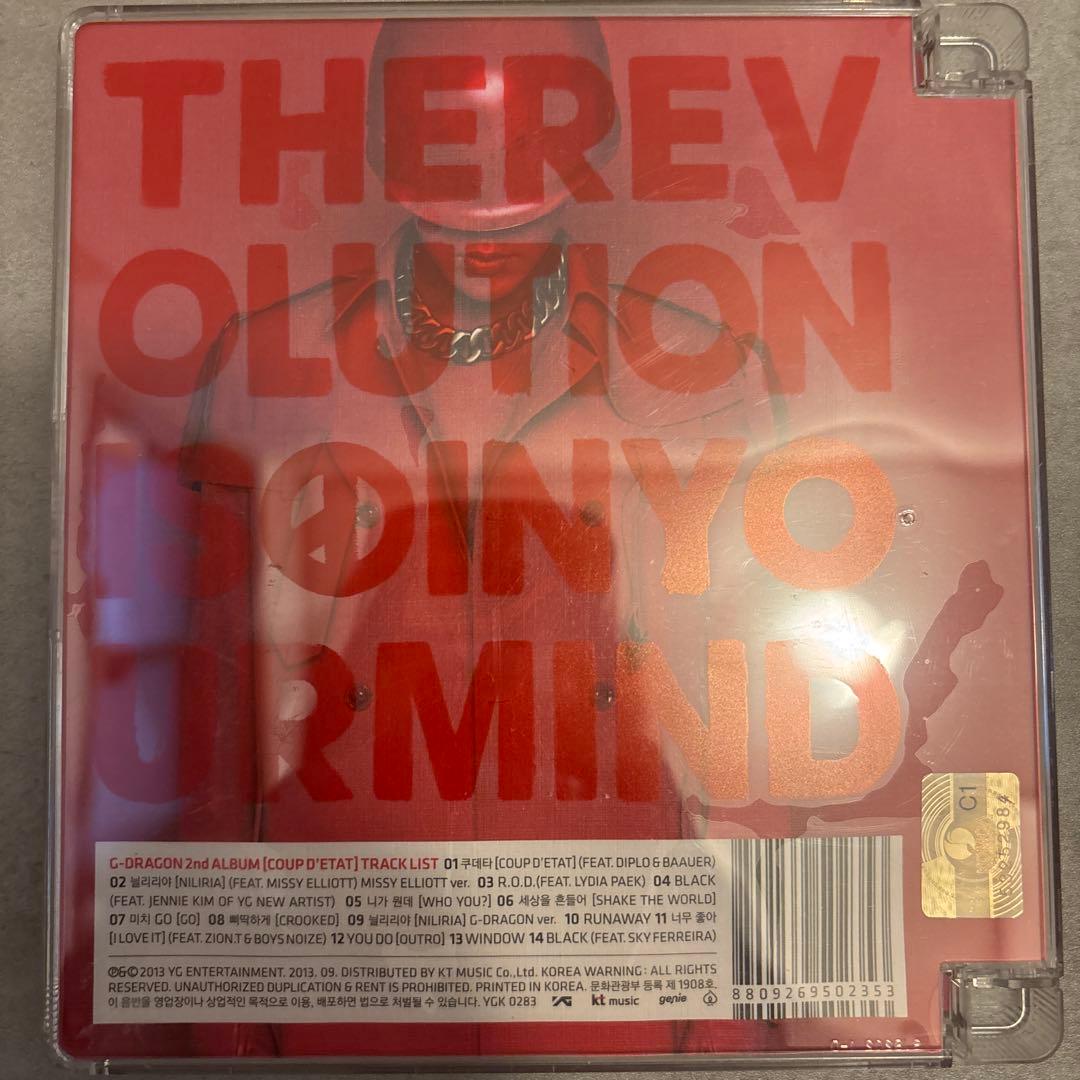 THEREV
OLUTION
ISOINYO
URMIND
G-DRAGON 2nd ALBUM [COUP D'ETAT] TRACK LIST 01 쿠데타 [COUP D'ETAT] (FEAT. DIPLO & BAAUER)
02 늴리리야 [NILIRIA] (FEAT. MISSY ELLIOTT) MISSY ELLIOTT ver. 03 R.O.D.(FEAT. LYDIA PAEK) 04 BLACK
(FEAT. JENNIE KIM OF YG NEW ARTIST) 05 니가 뭔데 [WHO YOU?] 06 세상을 흔들어 [SHAKE THE WORLD]
07 미치 GO [GO] 08 삐딱하게 [CROOKED] 09 늴리리야 [NILIRIA] G-DRAGON ver. 10 RUNAWAY 11 너무 좋아
[I LOVE IT] (FEAT. ZION.T & BOYS NOIZE) 12 YOU DO [OUTRO] 13 WINDOW 14 BLACK (FEAT. SKY FERREIRA)
℗&© 2013 YG ENTERTAINMENT. 2013. 09. DISTRIBUTED BY KT MUSIC Co.,Ltd. KOREA WARNING: ALL RIGHTS
RESERVED. UNAUTHORIZED DUPLICATION & RENT IS PROHIBITED. PRINTED IN KOREA. 문화관광부 등록 제 1908호.
이 음반을 영업장이나 상업적인 목적으로 이용, 배포하면 법으로 처벌될 수 있습니다. YGK 0283 YG kt music genie
8809269502353
C1